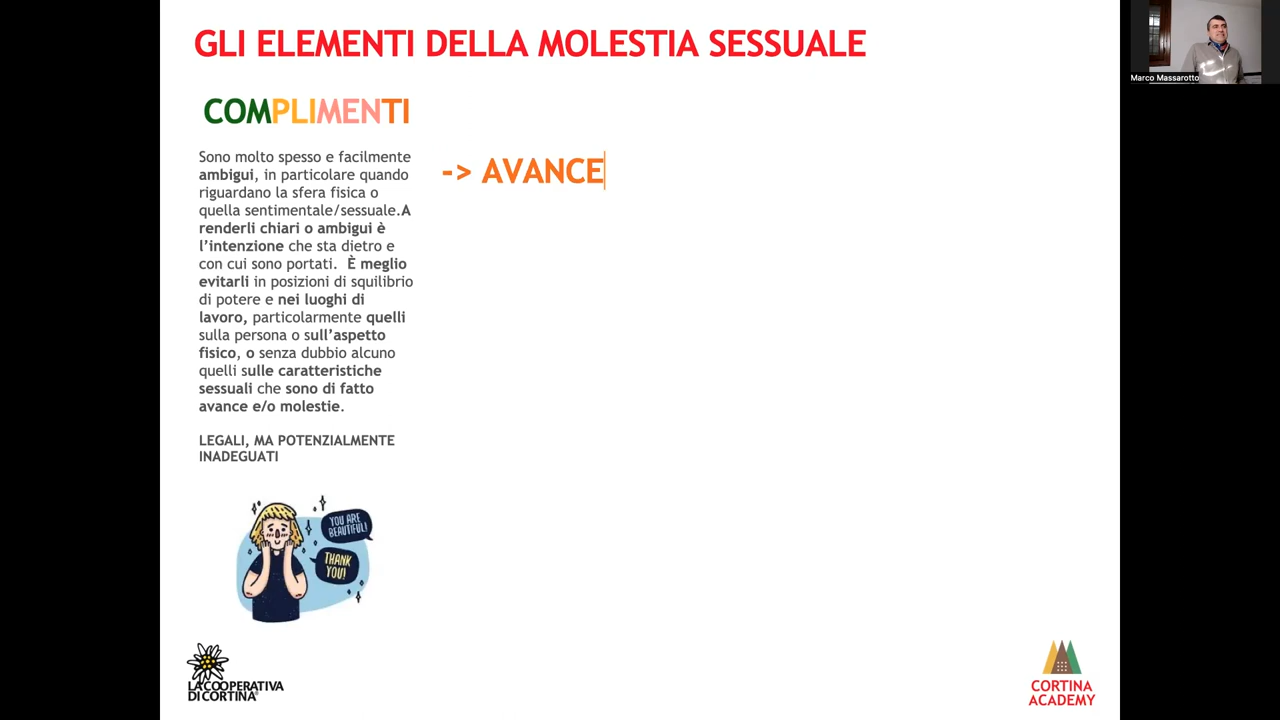 GLI ELEMENTI DELLA MOLESTIA SESSUALE
COMPLIMENTI
Sono molto spesso e facilmente
ambigui, in particolare quando
riguardano la sfera fisica o
quella sentimentale/sessuale.A
renderli chiari o ambigui è
l’intenzione che sta dietro e
con cui sono portati.  È meglio
evitarli in posizioni di squilibrio
di potere e nei luoghi di
lavoro, particolarmente quelli
sulla persona o sull’aspetto
fisico, o senza dubbio alcuno
quelli sulle caratteristiche
sessuali che sono di fatto
avance e/o molestie.
LEGALI, MA POTENZIALMENTE
INADEGUATI
-> AVANCE
YOU ARE
BEAUTIFUL!
THANK
YOU!
LA COOPERATIVA
DI CORTINA®
CORTINA
ACADEMY
Marco Massarotto